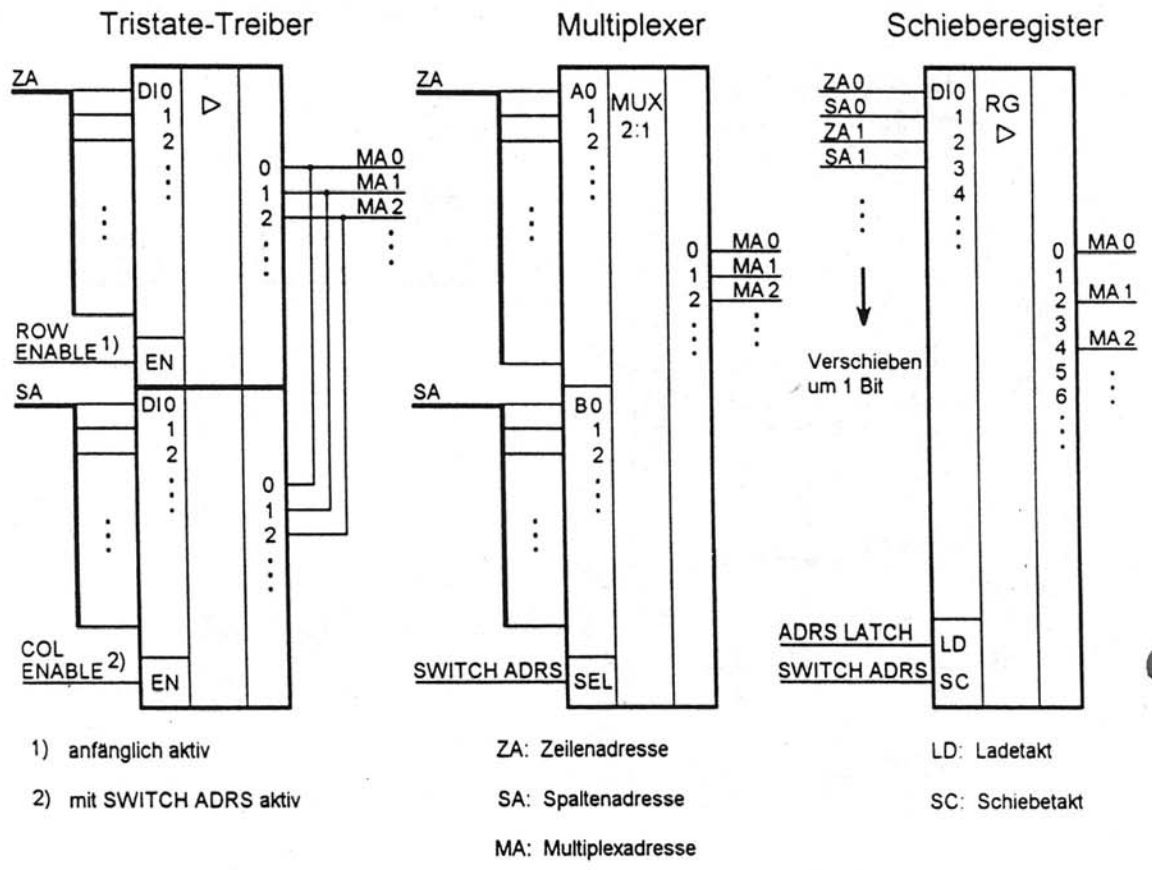 Tristate-Treiber
ZA
DI0
1
2
0
1
2
MA 0
MA 1
MA 2
ROW
ENABLE 1)
EN
SA
DI0
1
2
0
1
2
COL
ENABLE 2)
EN
Multiplexer
ZA
A0
1
2
MUX
2:1
0
1
2
MA 0
MA 1
MA 2
SA
B0
1
2
SWITCH ADRS
SEL
Schieberegister
ZA 0
SA 0
ZA 1
SA 1
DI0
1
2
3
4
RG
Verschieben
um 1 Bit
0
1
2
3
4
5
6
MA 0
MA 1
MA 2
ADRS LATCH
LD
SWITCH ADRS
SC
1) anfänglich aktiv
2) mit SWITCH ADRS aktiv
ZA: Zeilenadresse
SA: Spaltenadresse
MA: Multiplexadresse
LD: Ladetakt
SC: Schiebetakt